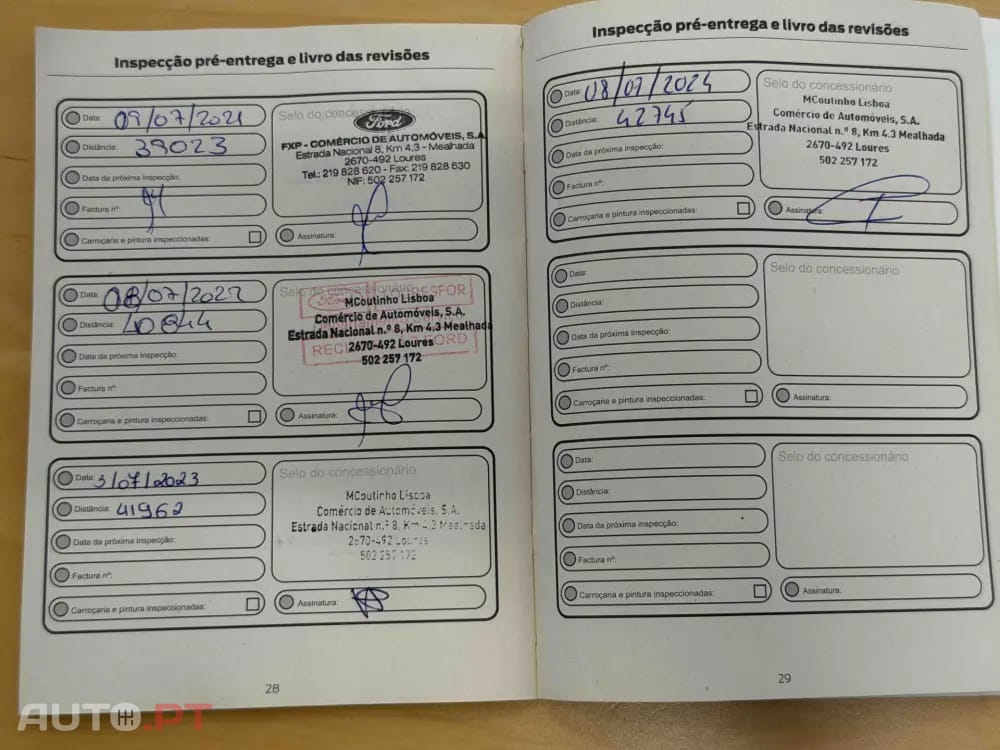 Inspecção pré-entrega e livro das revisões
Data: 09/07/2021
Distância: 39023
Data da próxima inspecção:
Factura nº:
Carroçaria e pintura inspeccionadas:
Selo do concessionário
Ford
FXP - COMÉRCIO DE AUTOMÓVEIS, S.A.
Estrada Nacional 8, Km 4,3 - Mealhada
2670-492 Loures
Tel.: 219 828 620 - Fax: 219 828 630
NIF: 502 257 172
Assinatura:
Data: 08/07/2022
Distância: 40844
Data da próxima inspecção:
Factura nº:
Carroçaria e pintura inspeccionadas:
Selo do concessionário
MCoutinho Lisboa
Comércio de Automóveis, S.A.
Estrada Nacional n.º 8, Km 4.3 Mealhada
2670-492 Loures
502 257 172
Assinatura:
Data: 3/07/2023
Distância: 41962
Data da próxima inspecção:
Factura nº:
Carroçaria e pintura inspeccionadas:
Selo do concessionário
MCoutinho Lisboa
Comércio de Automóveis, S.A.
Estrada Nacional n.º 8, Km 4.3 Mealhada
2670-492 Loures
502 257 172
Assinatura:
28
Inspecção pré-entrega e livro das revisões
Data: 08/07/2024
Distância: 42745
Data da próxima inspecção:
Factura nº:
Carroçaria e pintura inspeccionadas:
Selo do concessionário
MCoutinho Lisboa
Comércio de Automóveis, S.A.
Estrada Nacional n.º 8, Km 4.3 Mealhada
2670-492 Loures
502 257 172
Assinatura:
Data:
Distância:
Data da próxima inspecção:
Factura nº:
Carroçaria e pintura inspeccionadas:
Selo do concessionário
Assinatura:
Data:
Distância:
Data da próxima inspecção:
Factura nº:
Carroçaria e pintura inspeccionadas:
Selo do concessionário
Assinatura:
29
AUTO.PT